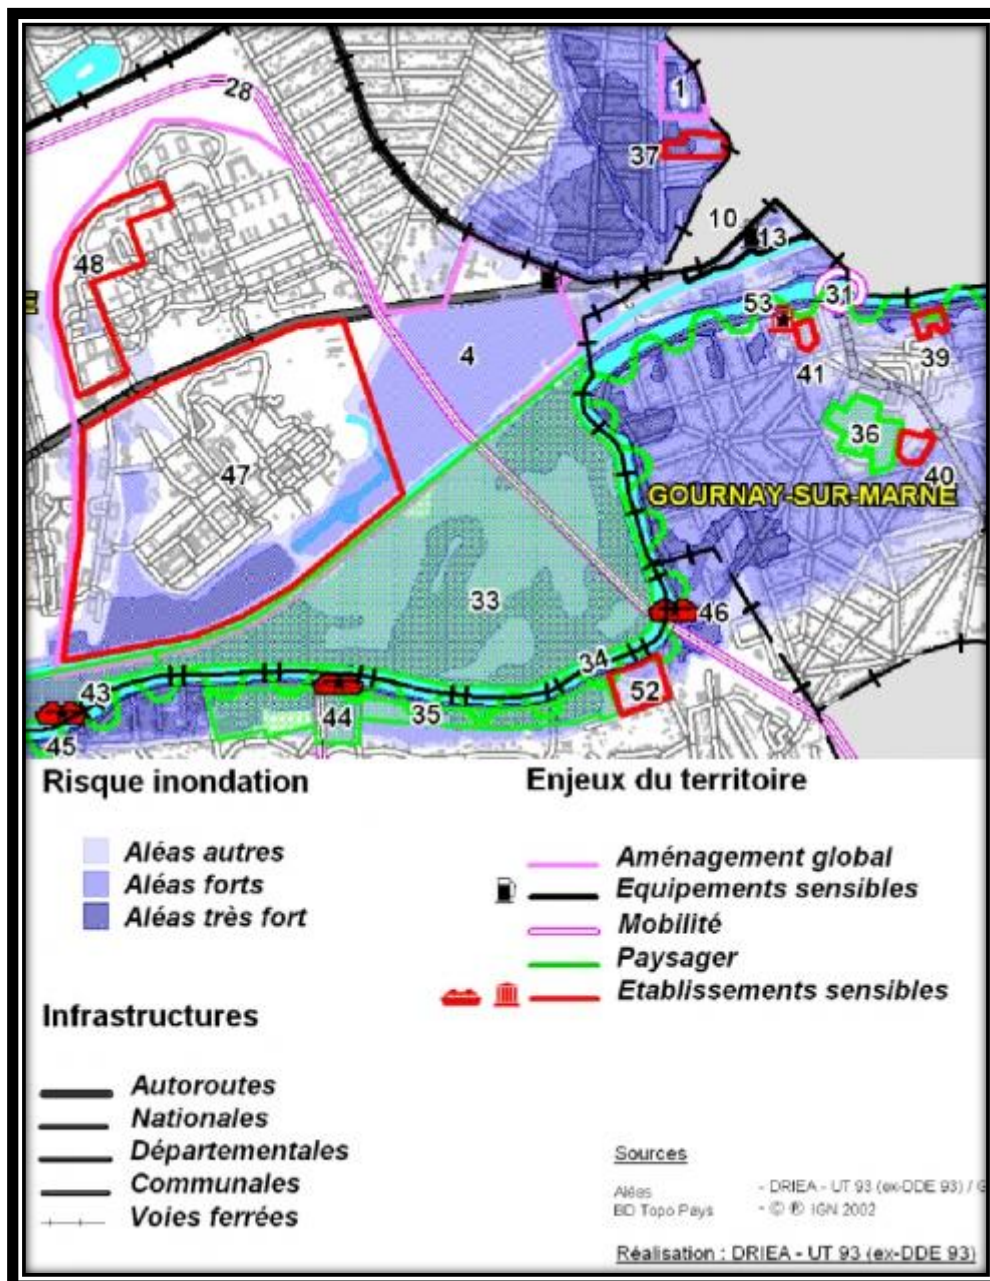 28
1
37
10
13
48
31
53
4
39
41
36
47
40
GOURNAY-SUR-MARNE
33
46
34
52
43
44
35
45
Risque inondation
Aléas autres
Aléas forts
Aléas très fort
Enjeux du territoire
Aménagement global
Equipements sensibles
Mobilité
Paysager
Etablissements sensibles
Infrastructures
Autoroutes
Nationales
Départementales
Communales
Voies ferrées
Sources
Aléas - DRIEA - UT 93 (ex-DDE 93) /
BD Topo Pays - © ® IGN 2002
Réalisation : DRIEA - UT 93 (ex-DDE 93)